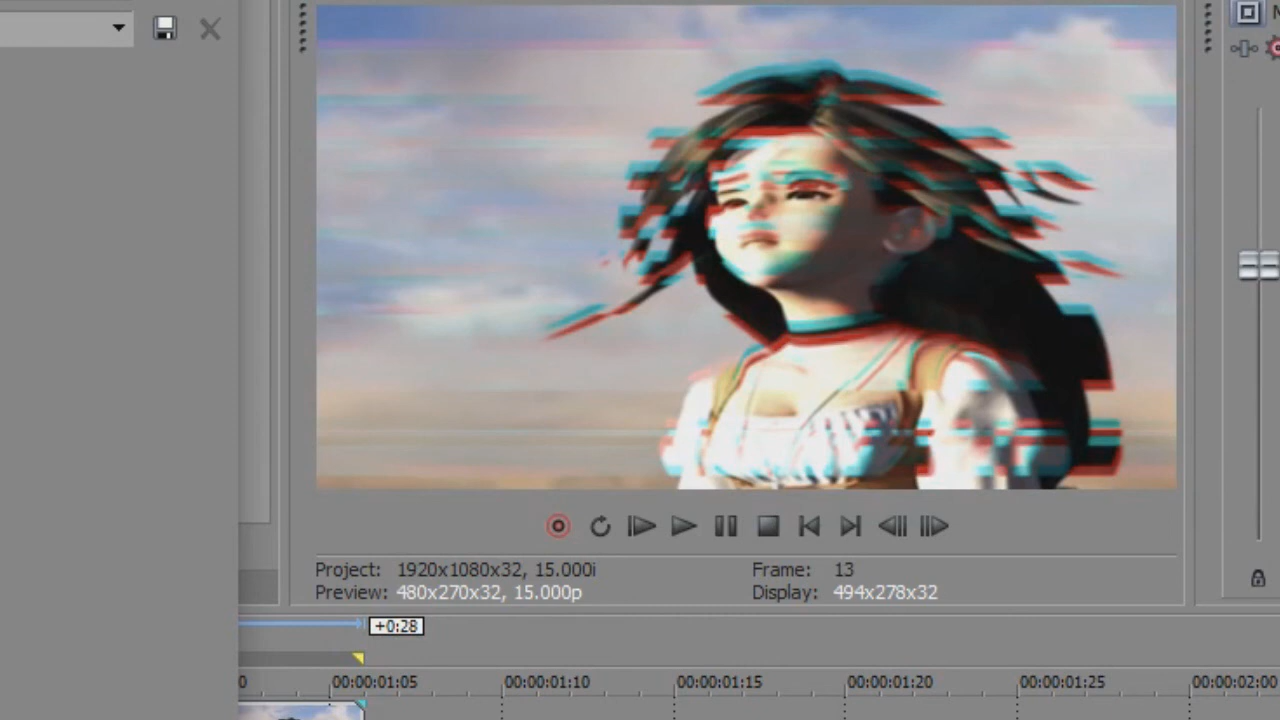 Project: 1920x1080x32, 15.000i
Frame: 13
Preview: 480x270x32, 15.000p
Display: 494x278x32
+0:28
0
00:00:01:05
00:00:01:10
00:00:01:15
00:00:01:20
00:00:01:25
00:00:02:00